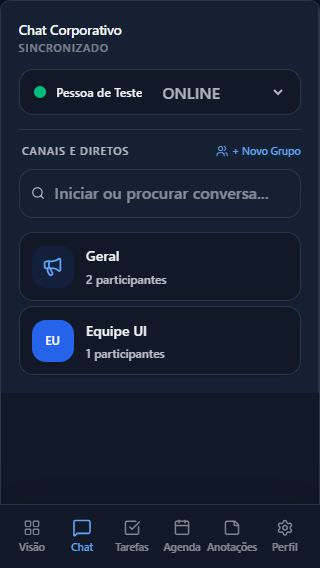 Chat Corporativo
SINCRONIZADO
Pessoa de Teste ONLINE
CANAIS E DIRETOS + Novo Grupo
Iniciar ou procurar conversa...
Geral
2 participantes
EU Equipe UI
1 participantes
Visão Chat Tarefas Agenda Anotações Perfil